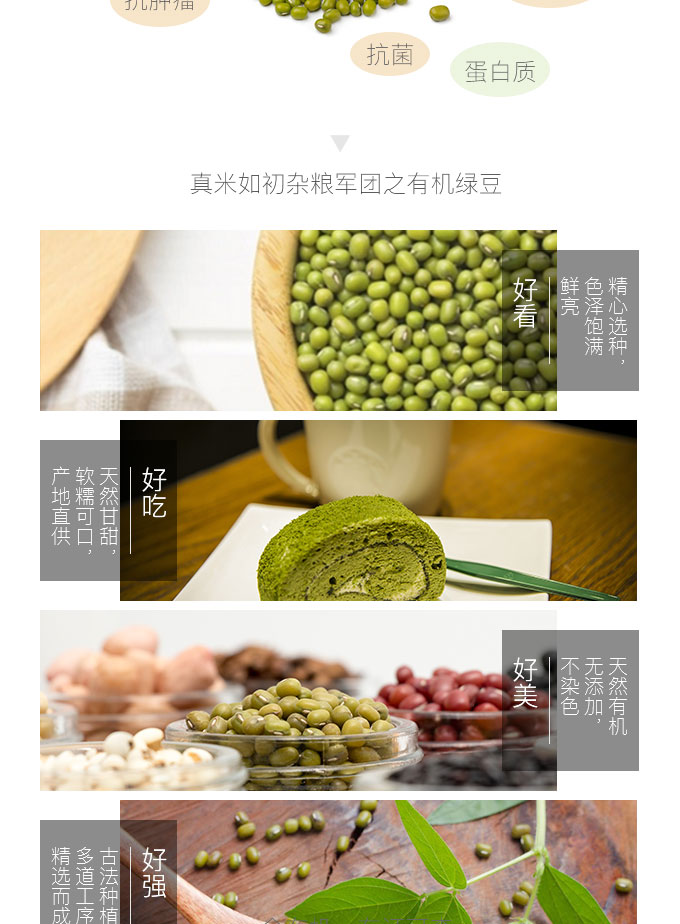 抗肿瘤
抗菌
蛋白质
真米如初杂粮军团之有机绿豆
好看
精心选种，
色泽饱满
鲜亮
好吃
天然甘甜，
软糯可口，
产地直供
好美
天然有机
无添加，
不染色
好强
古法种植
多道工序
精选而成